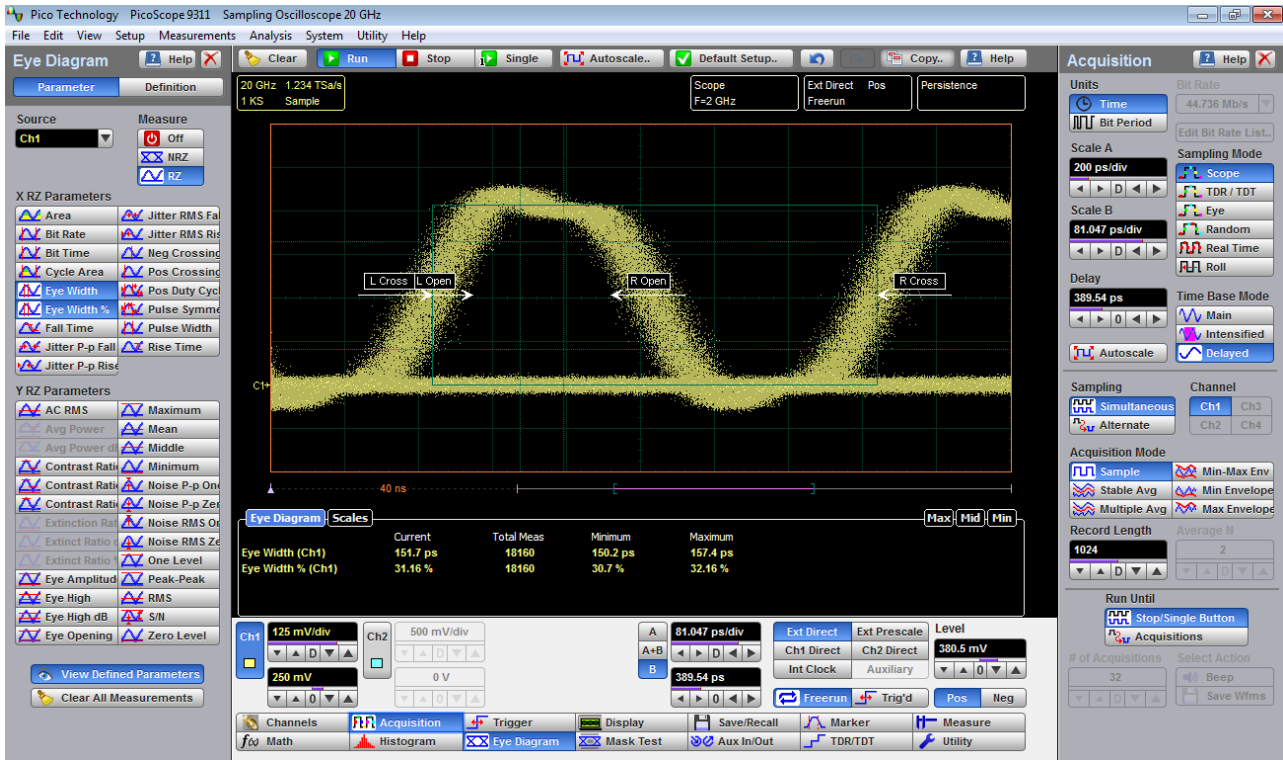 Pico Technology PicoScope 9311 Sampling Oscilloscope 20 GHz
File Edit View Setup Measurements Analysis System Utility Help
Eye Diagram Help
Parameter Definition
Source Measure
Ch1 Off
NRZ
RZ
X RZ Parameters
Area Jitter RMS Fal
Bit Rate Jitter RMS Ris
Bit Time Neg Crossing
Cycle Area Pos Crossing
Eye Width Pos Duty Cycl
Eye Width % Pulse Symme
Fall Time Pulse Width
Jitter P-p Fall Rise Time
Jitter P-p Rise
Y RZ Parameters
AC RMS Maximum
Avg Power Mean
Avg Power dB Middle
Contrast Rati Minimum
Contrast Rati Noise P-p One
Contrast Rati Noise P-p Zer
Extinction Rat Noise RMS On
Extinct Ratio Noise RMS Ze
Extinct Ratio One Level
Eye Amplitud Peak-Peak
Eye High RMS
Eye High dB S/N
Eye Opening Zero Level
View Defined Parameters
Clear All Measurements
Clear Run Stop Single Autoscale.. Default Setup.. Copy.. Help
20 GHz 1.234 TSa/s
1 KS Sample
Scope
F=2 GHz
Ext Direct Pos
Freerun
Persistence
L Cross L Open R Open R Cross
C1
40 ns
Eye Diagram Scales Max Mid Min
Current Total Meas Minimum Maximum
Eye Width (Ch1) 151.7 ps 18160 150.2 ps 157.4 ps
Eye Width % (Ch1) 31.16 % 18160 30.7 % 32.16 %
Ch1 125 mV/div Ch2 500 mV/div A 81.047 ps/div Ext Direct Ext Prescale Level
D D A+B D Ch1 Direct Ch2 Direct 380.5 mV
250 mV 0 V B 389.54 ps Int Clock Auxiliary 0
0 0 0 Freerun Trig'd Pos Neg
Channels Acquisition Trigger Display Save/Recall Marker Measure
f(x) Math Histogram Eye Diagram Mask Test Aux In/Out TDR/TDT Utility
Acquisition Help
Units Bit Rate
Time 44.736 Mb/s
Bit Period Edit Bit Rate List..
Scale A Sampling Mode
200 ps/div Scope
D TDR / TDT
Scale B Eye
81.047 ps/div Random
D Real Time
Roll
Delay
389.54 ps Time Base Mode
0 Main
Intensified
Autoscale Delayed
Sampling Channel
Simultaneous Ch1 Ch3
Alternate Ch2 Ch4
Acquisition Mode
Sample Min-Max Env
Stable Avg Min Envelope
Multiple Avg Max Envelope
Record Length Average N
1024 2
D D
Run Until
Stop/Single Button
Acquisitions
# of Acquisitions Select Action
32 Beep
D Save Wfms